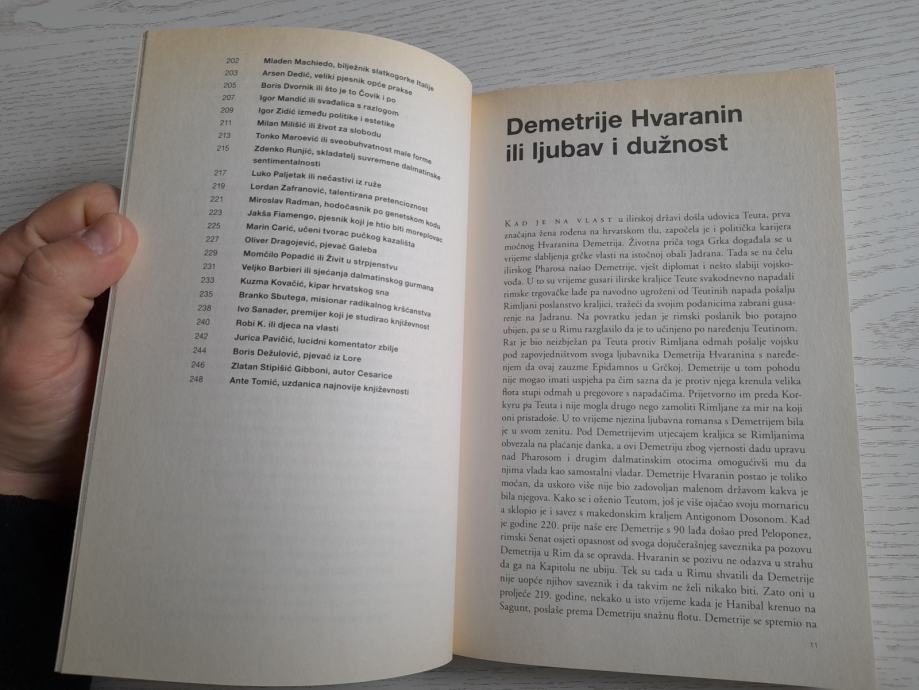 202 Mladen Machiedo, bilježnik slatkogorke Italije
203 Arsen Dedić, veliki pjesnik opće prakse
205 Boris Dvornik ili što je to Čovik i po
207 Igor Mandić ili svađalica s razlogom
209 Igor Zidić između politike i estetike
211 Milan Milišić ili život za slobodu
213 Tonko Maroević ili sveobuhvatnost male forme
215 Zdenko Runjić, skladatelj suvremene dalmatinske
sentimentalnosti
217 Luko Paljetak ili nečastivi iz ruže
219 Lordan Zafranović, talentirana pretencioznost
221 Miroslav Radman, hodočasnik po genetskom kodu
223 Jakša Fiamengo, pjesnik koji je htio biti moreplovac
225 Marin Carić, učeni tvorac pučkog kazališta
227 Oliver Dragojević, pjevač Galeba
229 Momčilo Popadić ili Živit u strpjenstvu
231 Veljko Barbieri ili sjećanja dalmatinskog gurmana
233 Kuzma Kovačić, kipar hrvatskog sna
235 Branko Sbutega, misionar radikalnog kršćanstva
238 Ivo Sanader, premijer koji je studirao književnost
240 Robi K. ili djeca na vlasti
242 Jurica Pavičić, lucidni komentator zbilje
244 Boris Dežulović, pjevač iz Lore
246 Zlatan Stipišić Gibboni, autor Cesarice
248 Ante Tomić, uzdanica najnovije književnosti
Demetrije Hvaranin
ili ljubav i dužnost
KAD JE NA VLAST u ilirskoj državi došla udovica Teuta, prva
značajna žena rođena na hrvatskom tlu, započela je i politička karijera
moćnog Hvaranina Demetrija. Životna priča toga Grka događala se u
vrijeme slabljenja grčke vlasti na istočnoj obali Jadrana. Tada se na čelu
ilirskog Pharosa našao Demetrije, vješt diplomat i nešto slabiji vojsko-
vođa. U to su vrijeme gusari ilirske kraljice Teute svakodnevno napadali
rimske trgovačke lađe pa navodno ugroženi od Teutinih napada pošalju
Rimljani poslanstvo kraljici, tražeći da svojim podanicima zabrani gusa-
renje na Jadranu. Na povratku jedan je rimski poslanik bio potajno
ubijen, pa se u Rimu razglasilo da je to učinjeno po naređenju Teutinom.
Rat je bio neizbježan pa Teuta protiv Rimljana odmah pošalje vojsku
pod zapovjedništvom svoga ljubavnika Demetrija Hvaranina s naređe-
njem da ovaj zauzme Epidamnos u Grčkoj. Demetrije u tom pohodu
nije mogao imati uspjeha pa čim sazna da je protiv njega krenula velika
flota stupi odmah u pregovore s napadačima. Prijetvorno im preda Kor-
kyru pa Teuta i nije mogla drugo nego zamoliti Rimljane za mir na koji
oni pristadoše. U to vrijeme njezina ljubavna romansa s Demetrijem bila
je u svom zenitu. Pod Demetrijevim utjecajem kraljica se Rimljanima
obvezala na plaćanje danka, a ovi Demetriju zbog vjernosti dadu upravu
nad Pharosom i drugim dalmatinskim otocima omogućivši mu da
njima vlada kao samostalni vladar. Demetrije Hvaranin postao je toliko
moćan, da uskoro više nije bio zadovoljan malenom državom kakva je
bila njegova. Kako se i oženio Teutom, još je više ojačao svoju mornaricu
a sklopio je i savez s makedonskim kraljem Antigonom Dosonom. Kad
je godine 220. prije naše ere Demetrije s 90 lađa došao pred Peloponez,
rimski Senat osjeti opasnost od svoga dojučerašnjeg saveznika pa pozovu
Demetrija u Rim da se opravda. Hvaranin se pozivu ne odazva u strahu
da ga na Kapitolu ne ubiju. Tek su tada u Rimu shvatili da Demetrije
nije uopće njihov saveznik i da takvim ne želi nikako biti. Zato oni u
proljeće 219. godine, nekako u isto vrijeme kada je Hanibal krenuo na
Sagunt, poslaše prema Demetriju snažnu flotu. Demetrije se spremio na
11